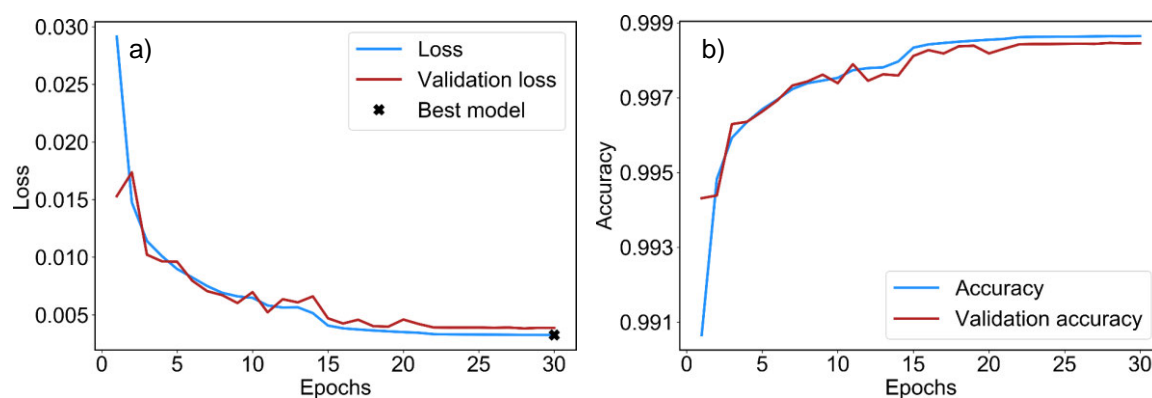 a)
0.030
0.025
0.020
0.015
0.010
0.005
Loss
0
5
10
15
20
25
30
Epochs
Loss
Validation loss
Best model
b)
0.999
0.997
0.995
0.993
0.991
Accuracy
0
5
10
15
20
25
30
Epochs
Accuracy
Validation accuracy